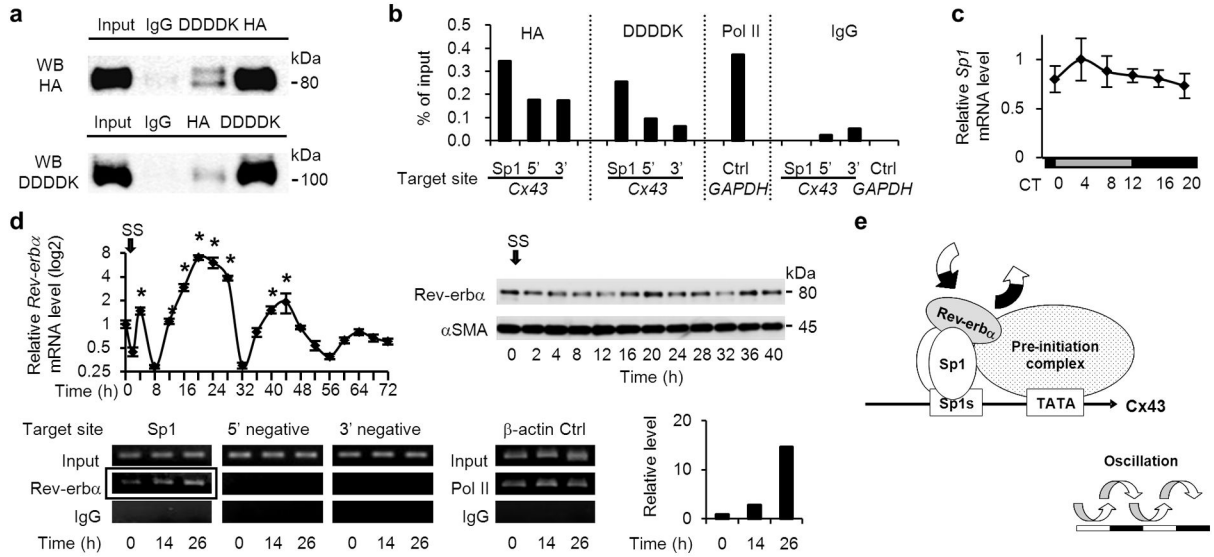 a
Input IgG DDDDK HA
WB
HA
kDa
- 80
Input IgG HA DDDDK
WB
DDDDK
kDa
- 100
b
HA DDDDK Pol II IgG
% of input
0.5
0.4
0.3
0.2
0.1
0.0
Target site
Sp1 5' 3' Sp1 5' 3' Ctrl Sp1 5' 3' Ctrl
Cx43 Cx43 GAPDH Cx43 GAPDH
c
Relative Sp1
mRNA level
1
0.5
0
CT 0 4 8 12 16 20
d
SS
Relative Rev-erbα
mRNA level (log2)
8
4
2
1
0.5
0.25
* * * * * * * *
Time (h) 0 8 16 24 32 40 48 56 64 72
SS
kDa
Rev-erbα - 80
αSMA - 45
0 2 4 8 12 16 20 24 28 32 36 40
Time (h)
Target site Sp1 5' negative 3' negative
Input
Rev-erbα
IgG
Time (h) 0 14 26 0 14 26 0 14 26
β-actin Ctrl
Input
Pol II
IgG
Time (h) 0 14 26
Relative level
20
10
0
Time (h) 0 14 26
e
Rev-erbα
Sp1
Pre-initiation
complex
Sp1s
TATA
Cx43
Oscillation